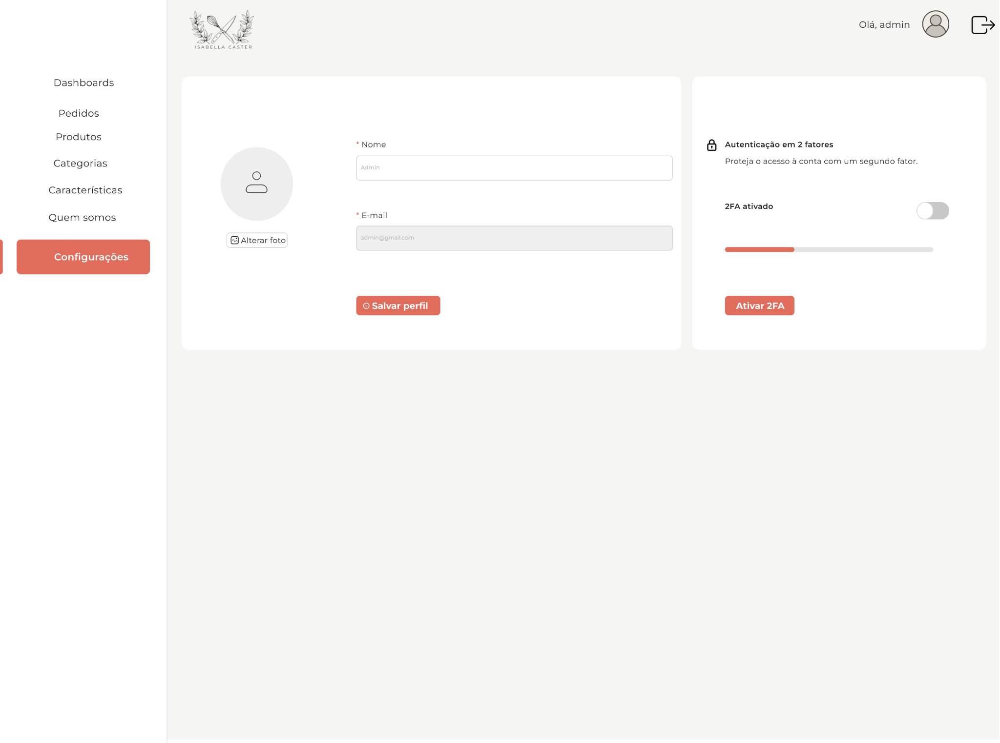 ISABELLA CASTER
Olá, admin
Dashboards
Pedidos
Produtos
Categorias
Características
Quem somos
Configurações
* Nome
Admin
* E-mail
admin@gmail.com
Alterar foto
Salvar perfil
Autenticação em 2 fatores
Proteja o acesso à conta com um segundo fator.
2FA ativado
Ativar 2FA